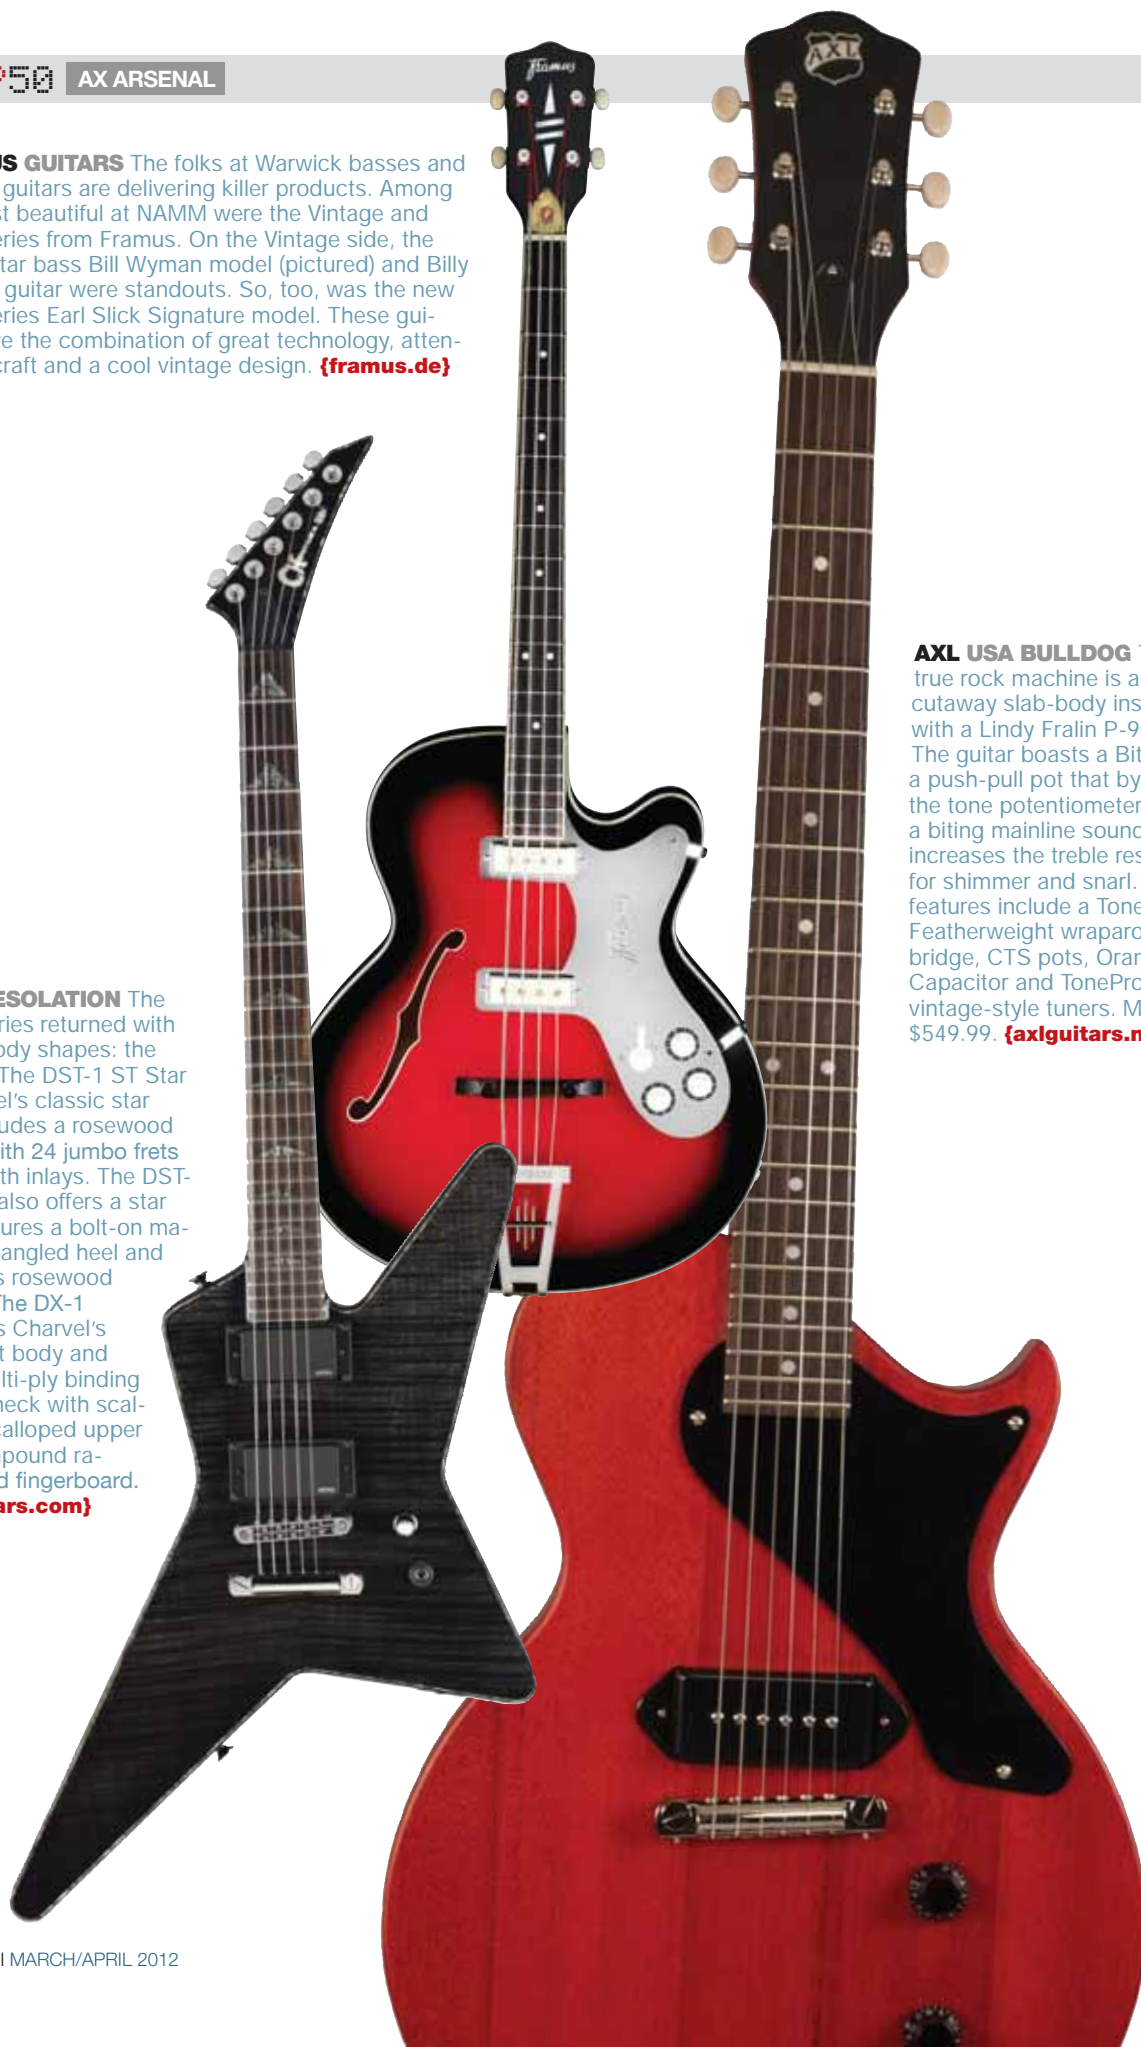 P50 AX ARSENAL
US GUITARS The folks at Warwick basses and
guitars are delivering killer products. Among
st beautiful at NAMM were the Vintage and
eries from Framus. On the Vintage side, the
tar bass Bill Wyman model (pictured) and Billy
guitar were standouts. So, too, was the new
eries Earl Slick Signature model. These gui-
re the combination of great technology, atten-
craft and a cool vintage design. {framus.de}
Framus
AXL
AXL USA BULLDOG T
true rock machine is a
cutaway slab-body ins
with a Lindy Fralin P-9
The guitar boasts a Bit
a push-pull pot that by
the tone potentiometer
a biting mainline sound
increases the treble res
for shimmer and snarl.
features include a Tone
Featherweight wraparo
bridge, CTS pots, Oran
Capacitor and TonePro
vintage-style tuners. M
$549.99. {axlguitars.n
ESOLATION The
ries returned with
ody shapes: the
The DST-1 ST Star
el's classic star
udes a rosewood
ith 24 jumbo frets
th inlays. The DST-
also offers a star
ures a bolt-on ma-
angled heel and
s rosewood
The DX-1
s Charvel's
t body and
lti-ply binding
neck with scal-
calloped upper
pound ra-
d fingerboard.
ars.com}
I MARCH/APRIL 2012